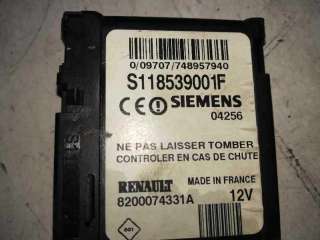 0/09707/748957940
S118539001F
CE SIEMENS
04256
NE PAS LAISSER TOMBER
CONTROLER EN CAS DE CHUTE
RENAULT MADE IN FRANCE
8200074331A 12V